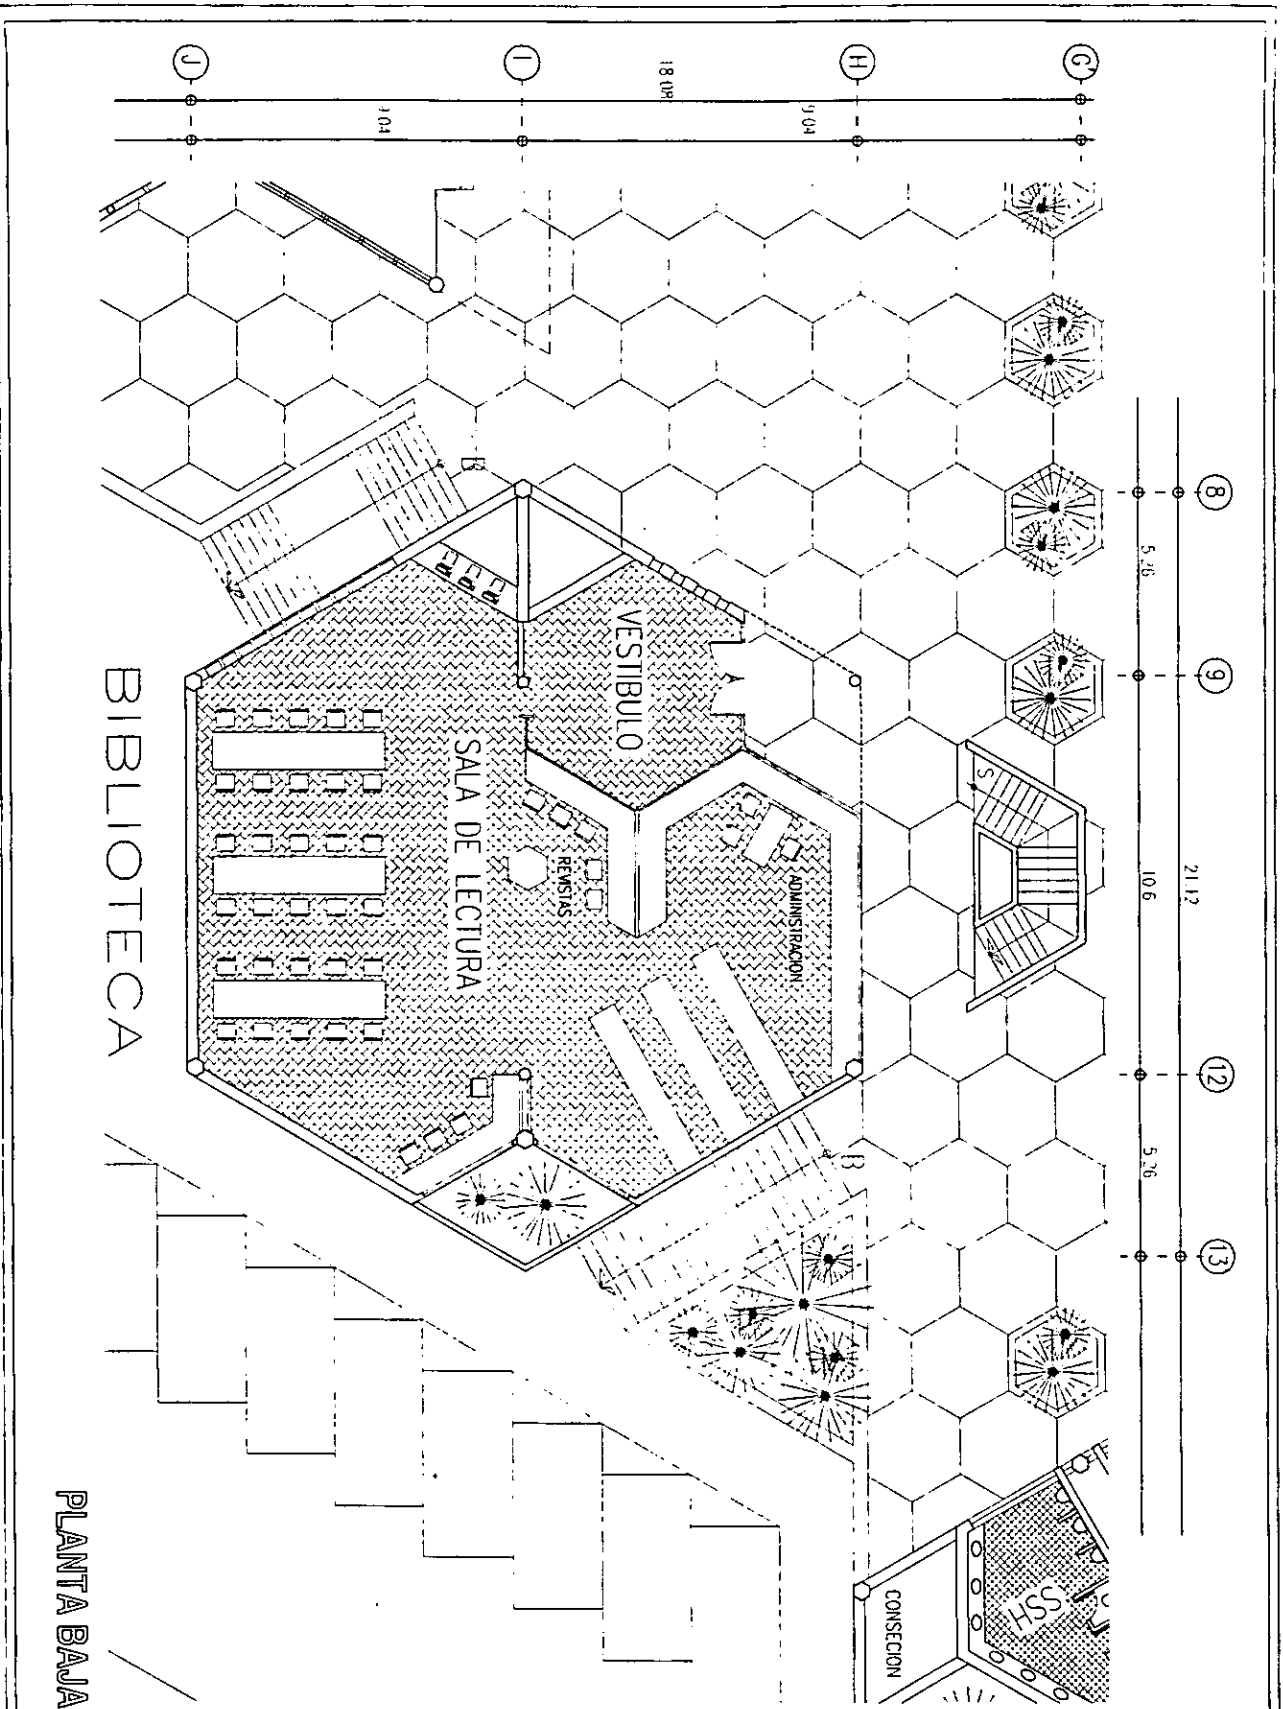 G'
H
I
J
18.08
9.04
9.04
8
9
12
13
5.26
10.6
5.26
21.12
S
B
VESTIBULO
A
ADMINISTRACION
REVISTAS
SALA DE LECTURA
B
SSH
CONSECION
BIBLIOTECA
PLANTA BAJA